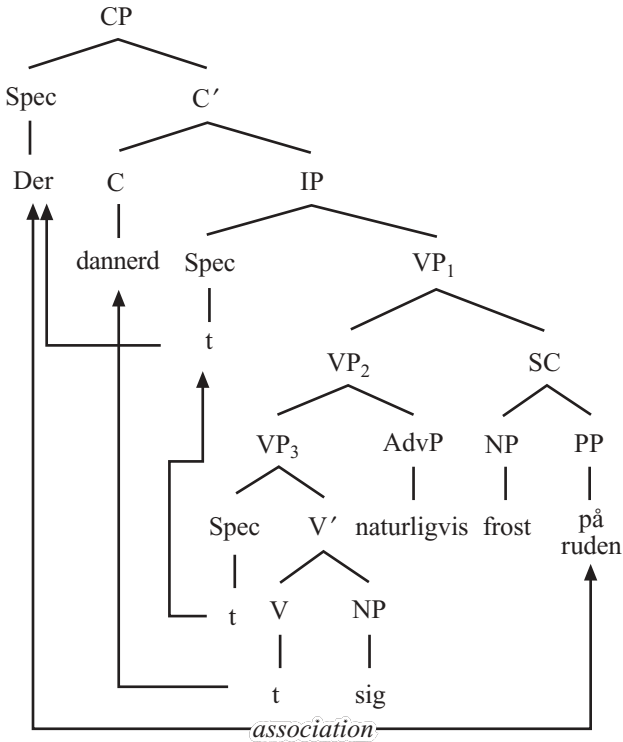 CP
Spec C′
Der C IP
dannerd Spec VP₁
t VP₂ SC
VP₃ AdvP NP PP
Spec V′ naturligvis frost på
ruden
t V NP
t sig
association